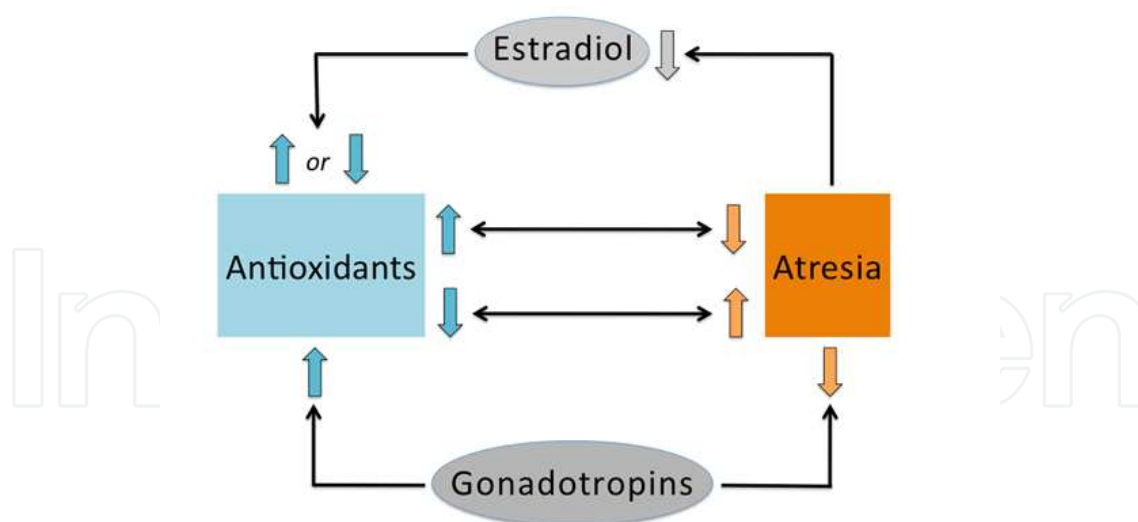 Estradiol
or
Antioxidants
Atresia
Gonadotropins